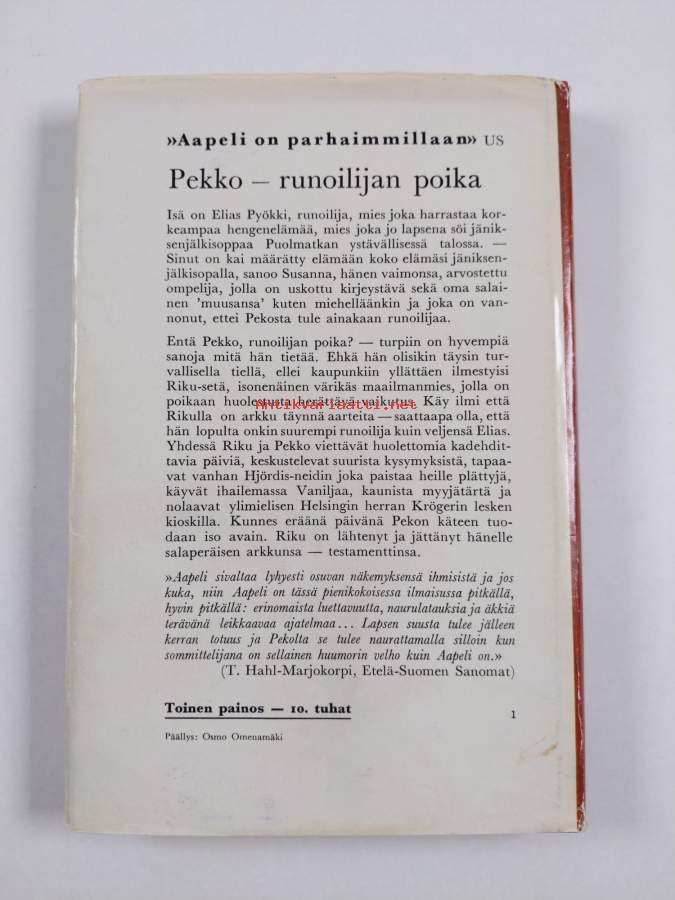 »Aapeli on parhaimmillaan» US
Pekko – runoilijan poika
Isä on Elias Pyökki, runoilija, mies joka harrastaa kor-
keampaa hengenelämää, mies joka jo lapsena söi jänik-
senjälkisoppaa Puolmatkan ystävällisessä talossa. —
Sinut on kai määrätty elämään koko elämäsi jäniksen-
jälkisopalla, sanoo Susanna, hänen vaimonsa, arvostettu
ompelija, jolla on uskottu kirjeystävä sekä oma salai-
nen 'muusansa' kuten miehelläänkin ja joka on van-
nonut, ettei Pekosta tule ainakaan runoilijaa.
Entä Pekko, runoilijan poika? — turpiin on hyvempiä
sanoja mitä hän tietää. Ehkä hän olisikin täysin tur-
vallisella tiellä, ellei kaupunkiin yllättäen ilmestyisi
Riku-setä, isonenäinen värikäs maailmanmies, jolla on
poikaan huolestusta herättävä vaikutus. Käy ilmi että
Antikvariaatti.net
Rikulla on arkku täynnä aarteita — saattaapa olla, että
hän lopulta onkin suurempi runoilija kuin veljensä Elias.
Yhdessä Riku ja Pekko viettävät huolettomia kadehdit-
tavia päiviä, keskustelevat suurista kysymyksistä, tapaa-
vat vanhan Hjördis-neidin joka paistaa heille plättyjä,
käyvät ihailemassa Vaniljaa, kaunista myyjätärtä ja
nolaavat ylimielisen Helsingin herran Krögerin lesken
kioskilla. Kunnes eräänä päivänä Pekon käteen tuo-
daan iso avain. Riku on lähtenyt ja jättänyt hänelle
salaperäisen arkkunsa — testamenttinsa.
»Aapeli sivaltaa lyhyesti osuvan näkemyksensä ihmisistä ja jos
kuka, niin Aapeli on tässä pienikokoisessa ilmaisussa pitkällä,
hyvin pitkällä: erinomaista luettavuutta, naurulatauksia ja äkkiä
terävänä leikkaavaa ajatelmaa... Lapsen suusta tulee jälleen
kerran totuus ja Pekolta se tulee naurattamalla silloin kun
sommittelijana on sellainen huumorin velho kuin Aapeli on.»
(T. Hahl-Marjokorpi, Etelä-Suomen Sanomat)
Toinen painos — 10. tuhat
1
Päällys: Osmo Omenamäki